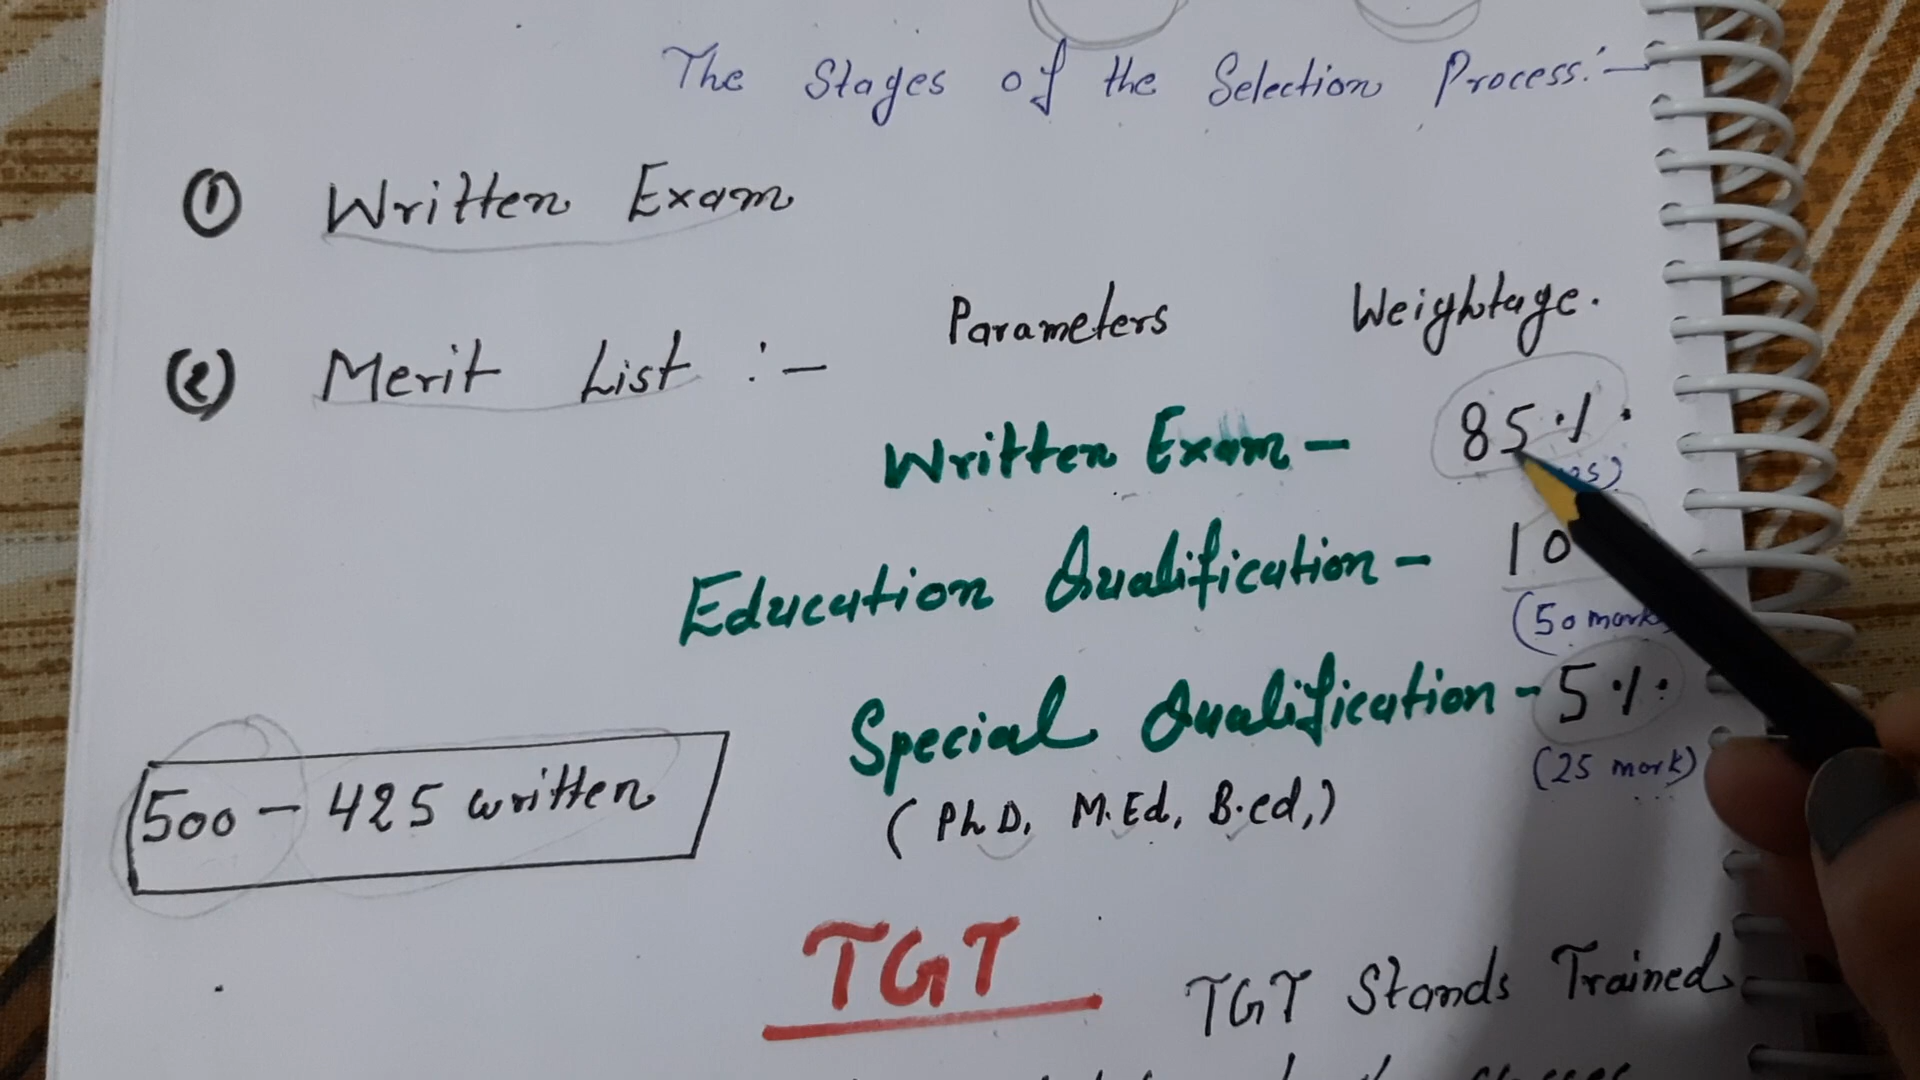 The Stages of the Selection Process:-
① Written Exam
Parameters Weightage.
② Merit List :-
Written Exam - 85%
Education Qualification - 10
(50 mark
Special Qualification - 5%
(25 mark)
(PhD, M.Ed, B.ed,)
500 - 425 written
TGT
TGT Stands Trained